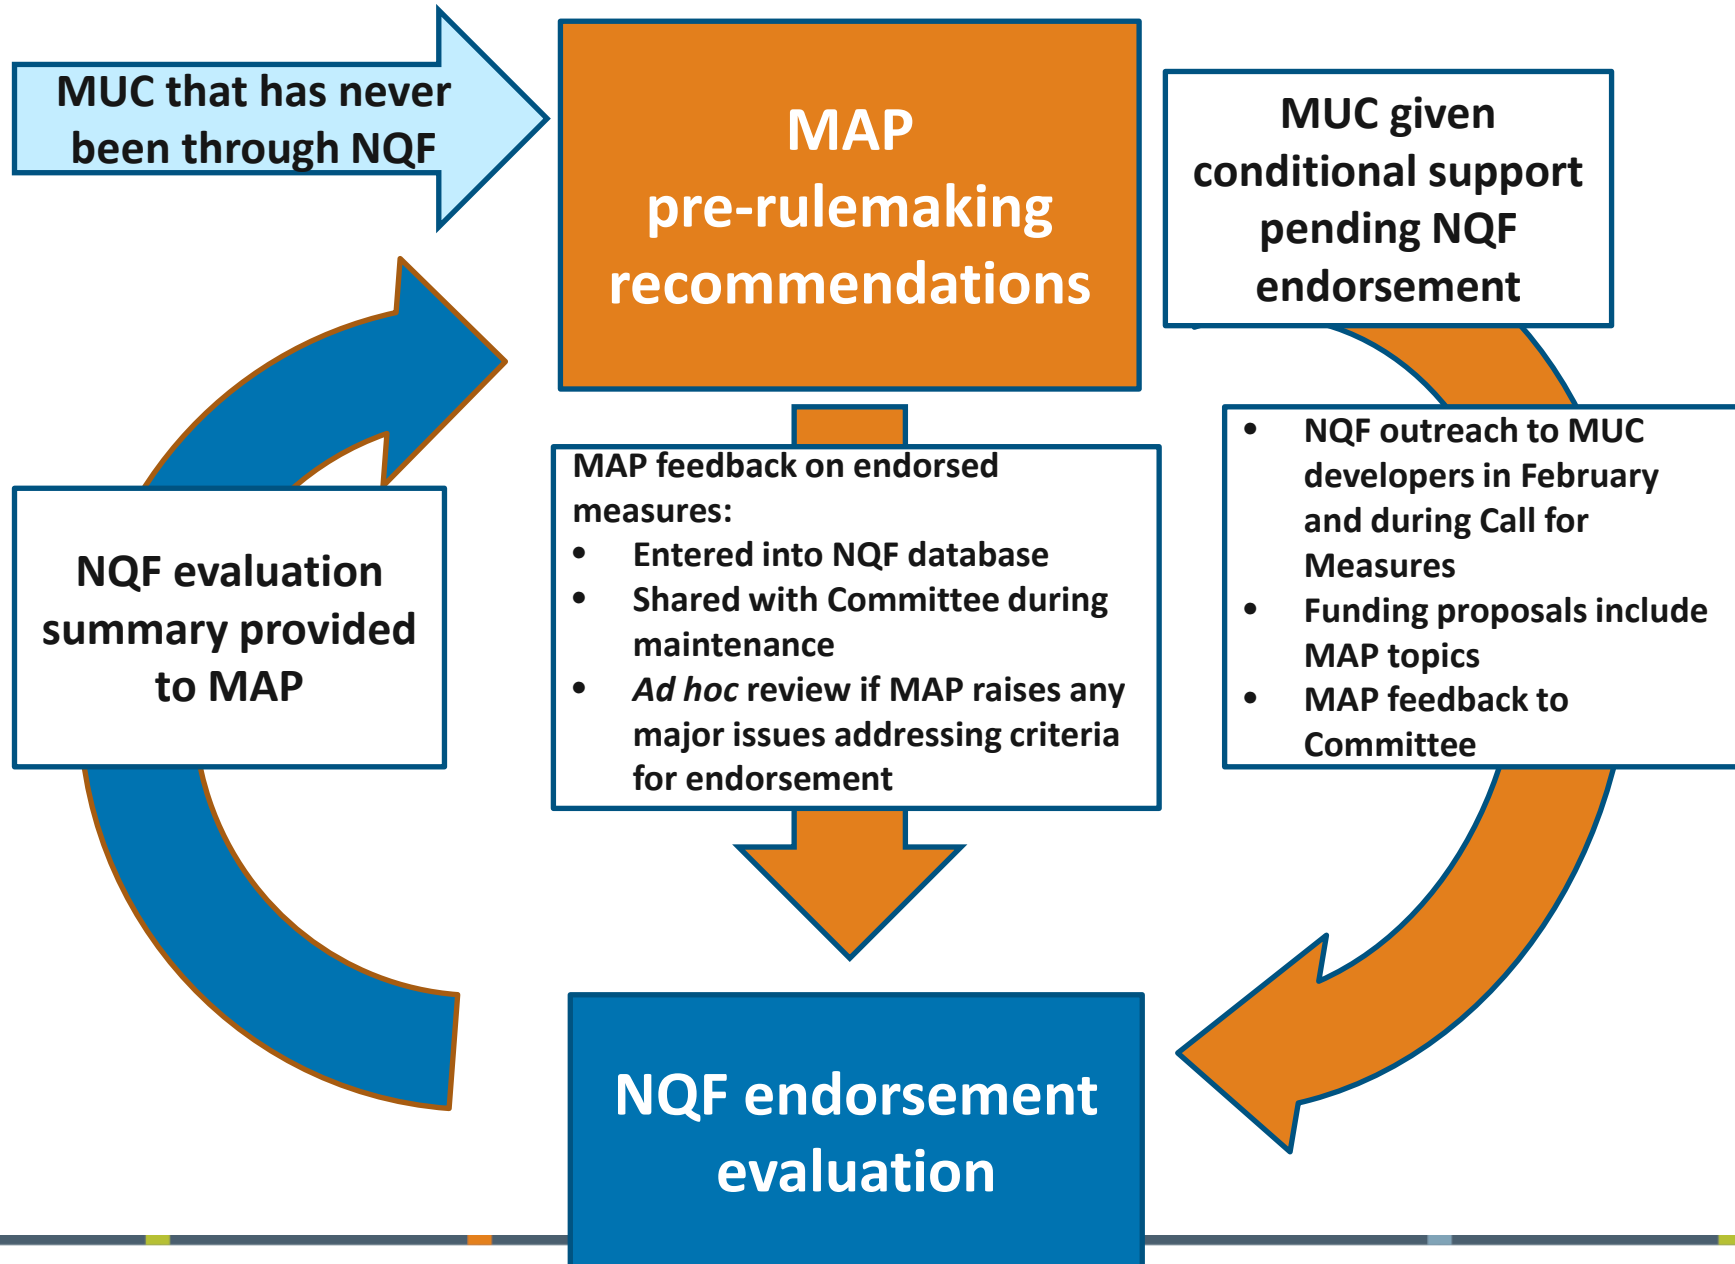 MUC that has never
been through NQF
MAP
pre-rulemaking
recommendations
MUC given
conditional support
pending NQF
endorsement
NQF evaluation
summary provided
to MAP
MAP feedback on endorsed
measures:
• Entered into NQF database
• Shared with Committee during
maintenance
• Ad hoc review if MAP raises any
major issues addressing criteria
for endorsement
• NQF outreach to MUC
developers in February
and during Call for
Measures
• Funding proposals include
MAP topics
• MAP feedback to
Committee
NQF endorsement
evaluation